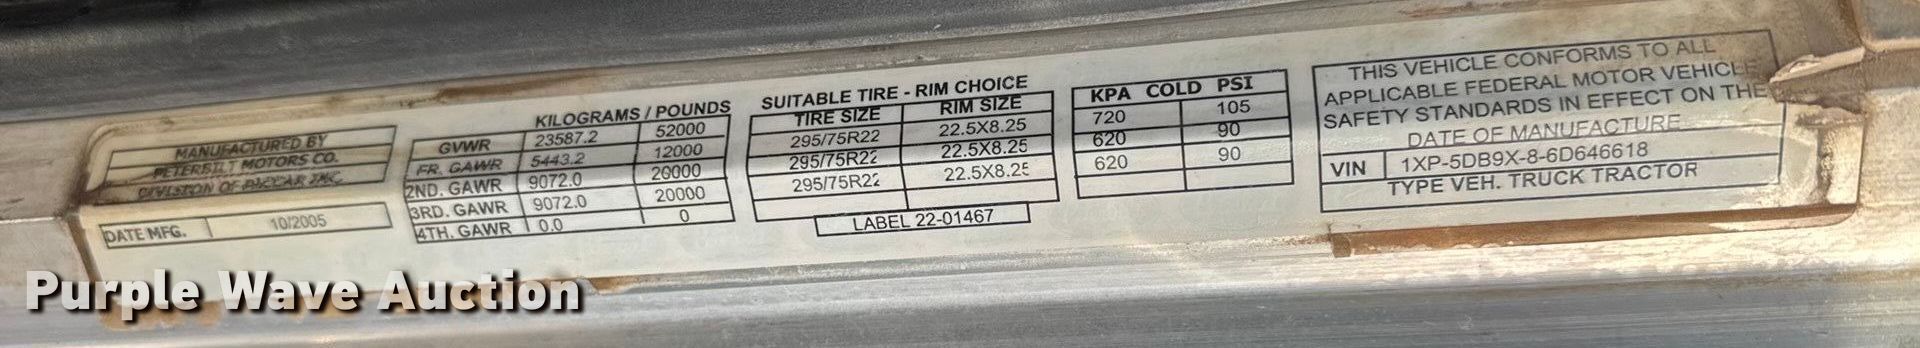 MANUFACTURED BY
PETERBILT MOTORS CO.
DIVISION OF PACCAR INC.
DATE MFG. 10/2005
KILOGRAMS / POUNDS
GVWR 23587.2 52000
FR. GAWR 5443.2 12000
2ND. GAWR 9072.0 20000
3RD. GAWR 9072.0 20000
4TH. GAWR 0.0 0
SUITABLE TIRE - RIM CHOICE
TIRE SIZE RIM SIZE
295/75R22 22.5X8.25
295/75R22 22.5X8.25
295/75R22 22.5X8.25
LABEL 22-01467
KPA COLD PSI
720 105
620 90
620 90
THIS VEHICLE CONFORMS TO ALL
APPLICABLE FEDERAL MOTOR VEHICLE
SAFETY STANDARDS IN EFFECT ON THE
DATE OF MANUFACTURE
VIN 1XP-5DB9X-8-6D646618
TYPE VEH. TRUCK TRACTOR
Purple Wave Auction